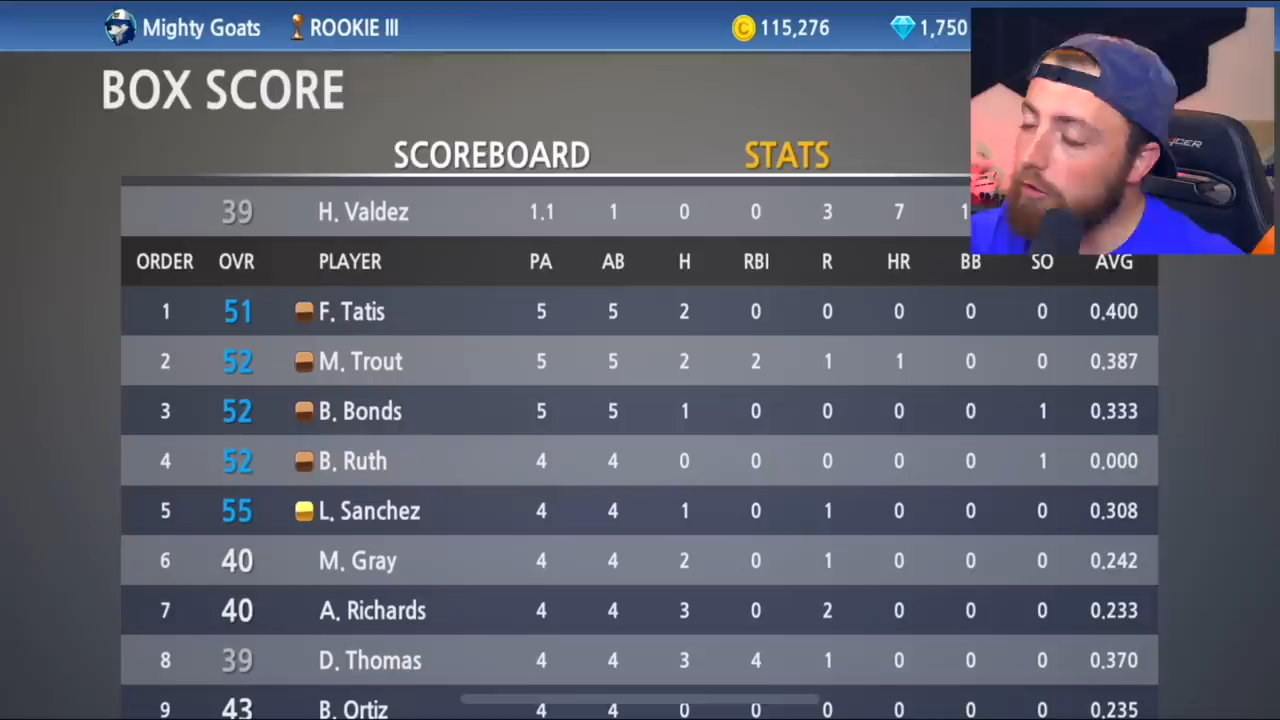 Mighty Goats ROOKIE III 115,276 1,750
BOX SCORE
SCOREBOARD STATS
39 H. Valdez 1.1 1 0 0 3 7
ORDER OVR PLAYER PA AB H RBI R HR BB SO AVG
1 51 F. Tatis 5 5 2 0 0 0 0 0 0.400
2 52 M. Trout 5 5 2 2 1 1 0 0 0.387
3 52 B. Bonds 5 5 1 0 0 0 0 1 0.333
4 52 B. Ruth 4 4 0 0 0 0 0 1 0.000
5 55 L. Sanchez 4 4 1 0 1 0 0 0 0.308
6 40 M. Gray 4 4 2 0 1 0 0 0 0.242
7 40 A. Richards 4 4 3 0 2 0 0 0 0.233
8 39 D. Thomas 4 4 3 4 1 0 0 0 0.370
9 43 B. Ortiz 4 4 0 0 0 0 0 0 0.235